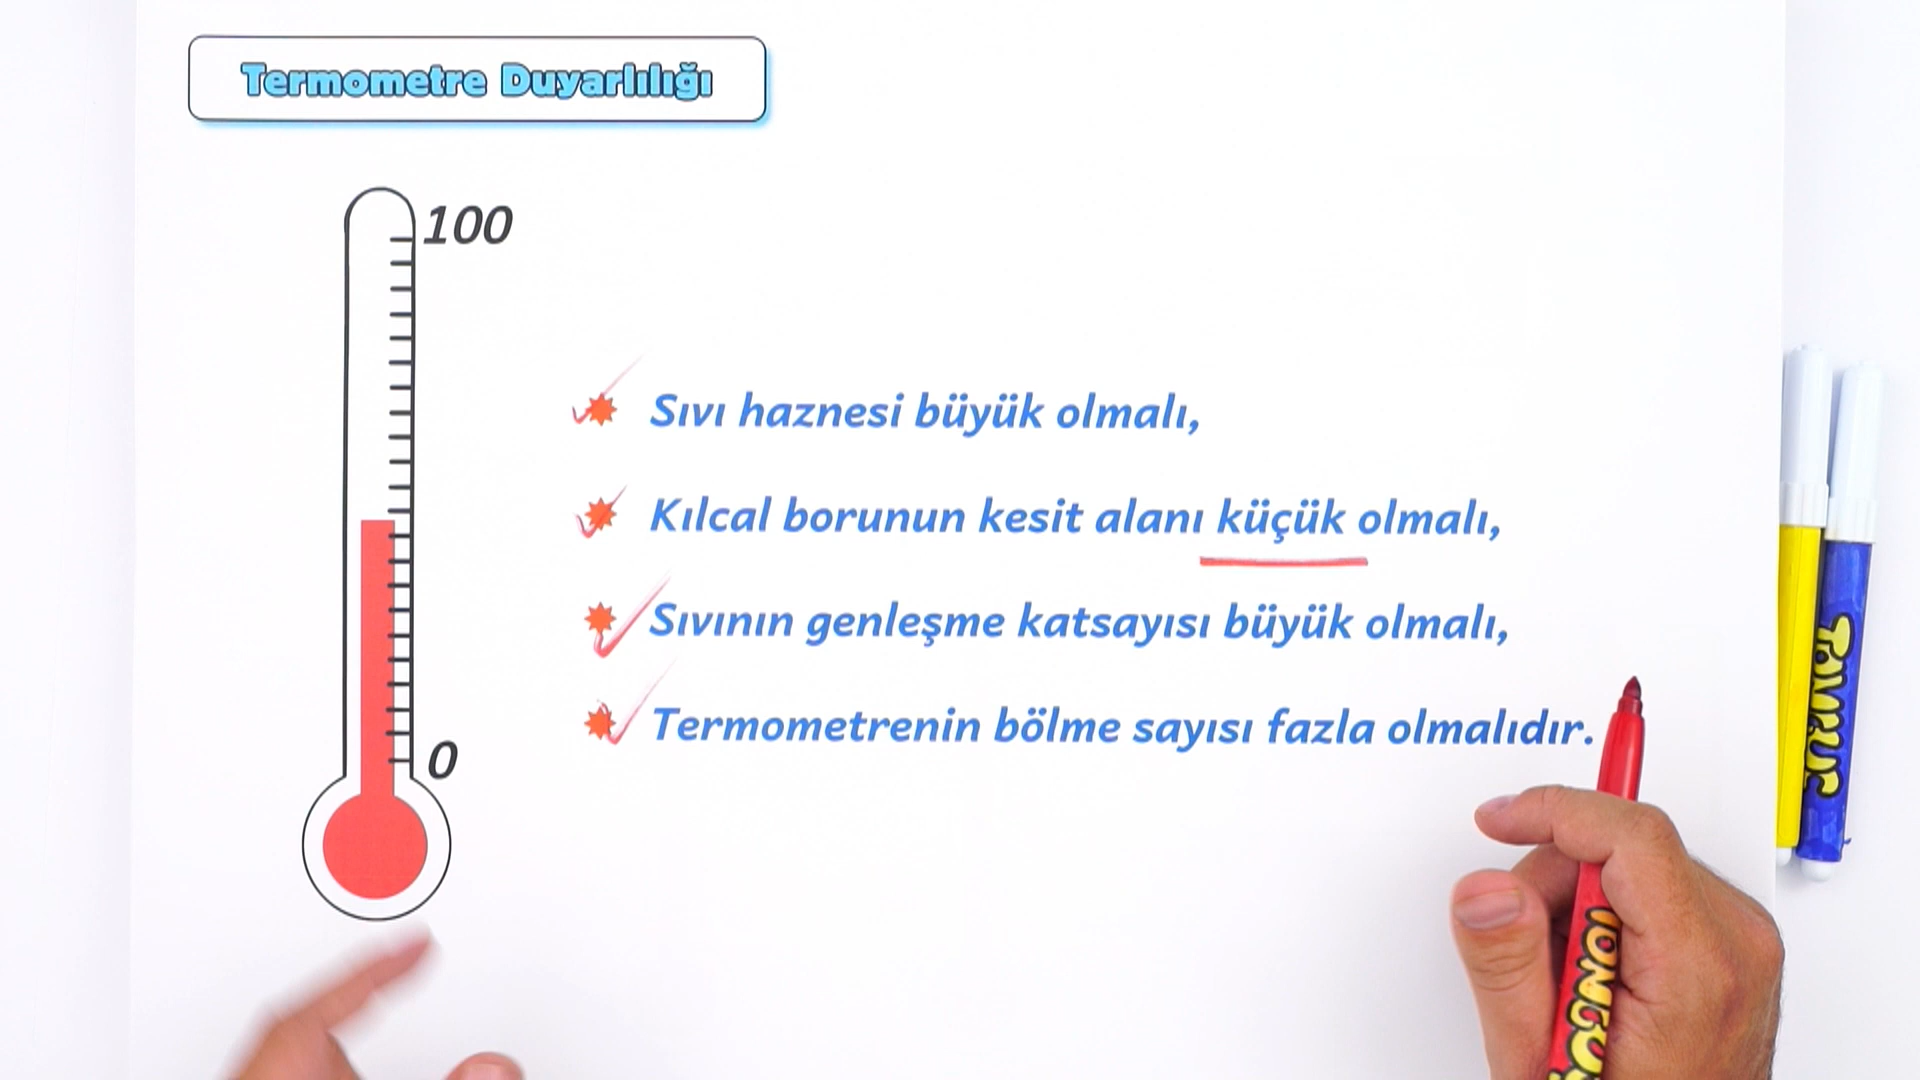 Termometre Duyarlılığı
100
Sıvı haznesi büyük olmalı,
Kılcal borunun kesit alanı küçük olmalı,
Sıvının genleşme katsayısı büyük olmalı,
Termometrenin bölme sayısı fazla olmalıdır.
0